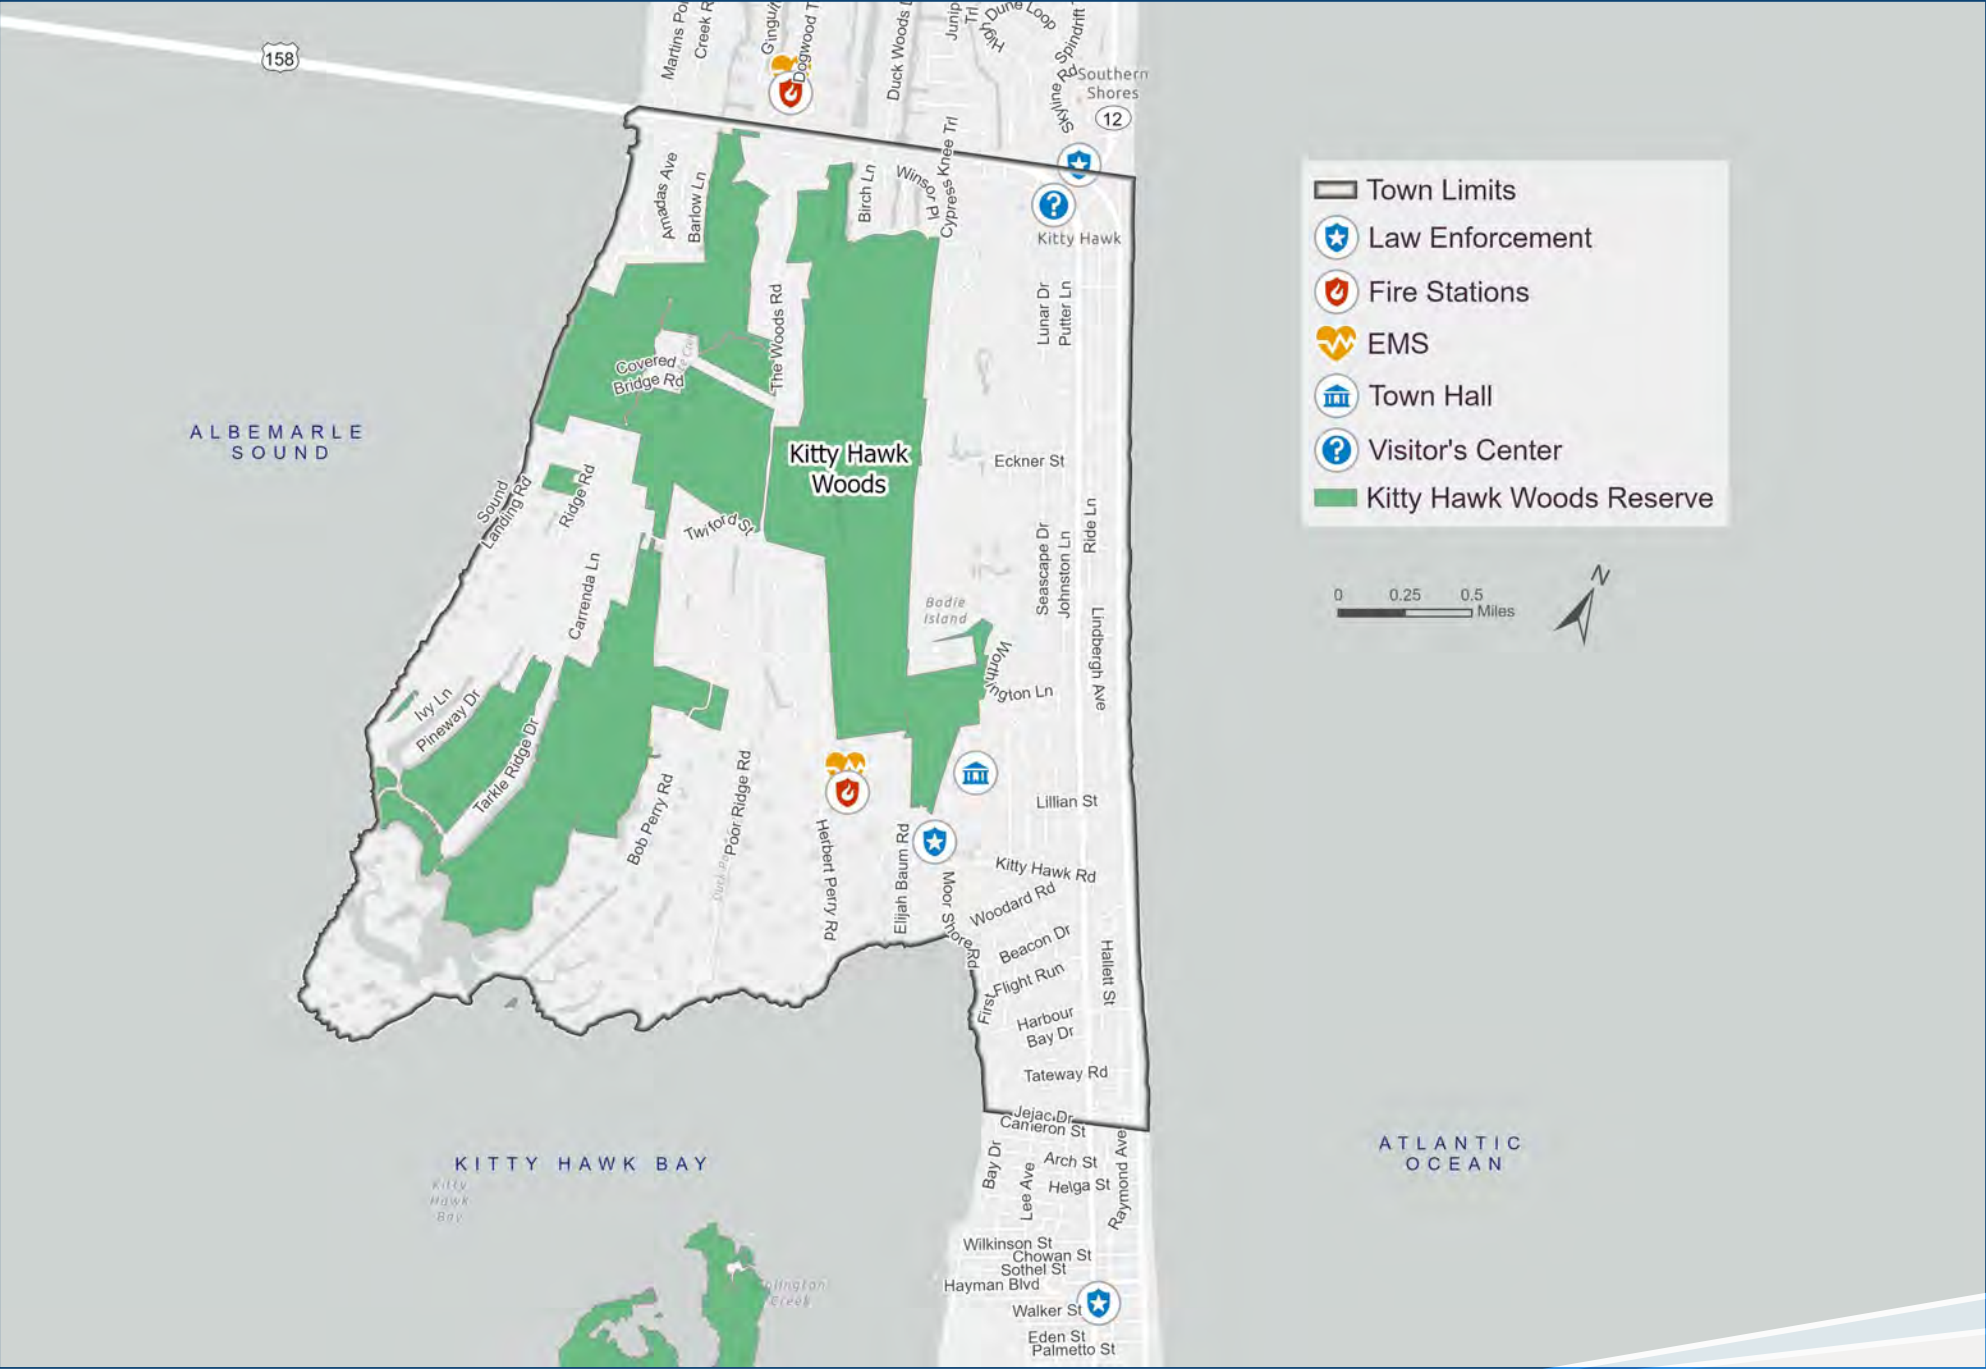 158
Martins Po
Creek R
Dogwood T
Duck Woods
Junip
Trl
High Dune Loop
Spindrift
Skyline Rd
Southern
Shores
12
Amadas Ave
Barlow Ln
Birch Ln
Winsor Pl
Cypress Knee Trl
Kitty Hawk
Town Limits
Law Enforcement
Fire Stations
EMS
Town Hall
Visitor's Center
Kitty Hawk Woods Reserve
Lunar Dr
Putter Ln
The Woods Rd
Covered
Bridge Rd
ALBEMARLE
SOUND
Kitty Hawk
Woods
Eckner St
Sound
Landing Rd
Ridge Rd
Twiford St
Ride Ln
Seascape Dr
Johnston Ln
Carrenda Ln
Bodie
Island
0 0.25 0.5
Miles
N
Lindbergh Ave
Worthington Ln
Ivy Ln
Pineway Dr
Tarkle Ridge Dr
Bob Perry Rd
Poor Ridge Rd
Herbert Perry Rd
Elijah Baum Rd
Lillian St
Kitty Hawk Rd
Moor Shore Rd
Woodard Rd
Beacon Dr
First Flight Run
Hallett St
Harbour
Bay Dr
Tateway Rd
Jejac Dr
Cameron St
KITTY HAWK BAY
Kitty
Hawk
Bay
ATLANTIC
OCEAN
Bay Dr
Lee Ave
Arch St
Helga St
Raymond Ave
Wilkinson St
Chowan St
Sothel St
Hayman Blvd
Creek
Walker St
Eden St
Palmetto St